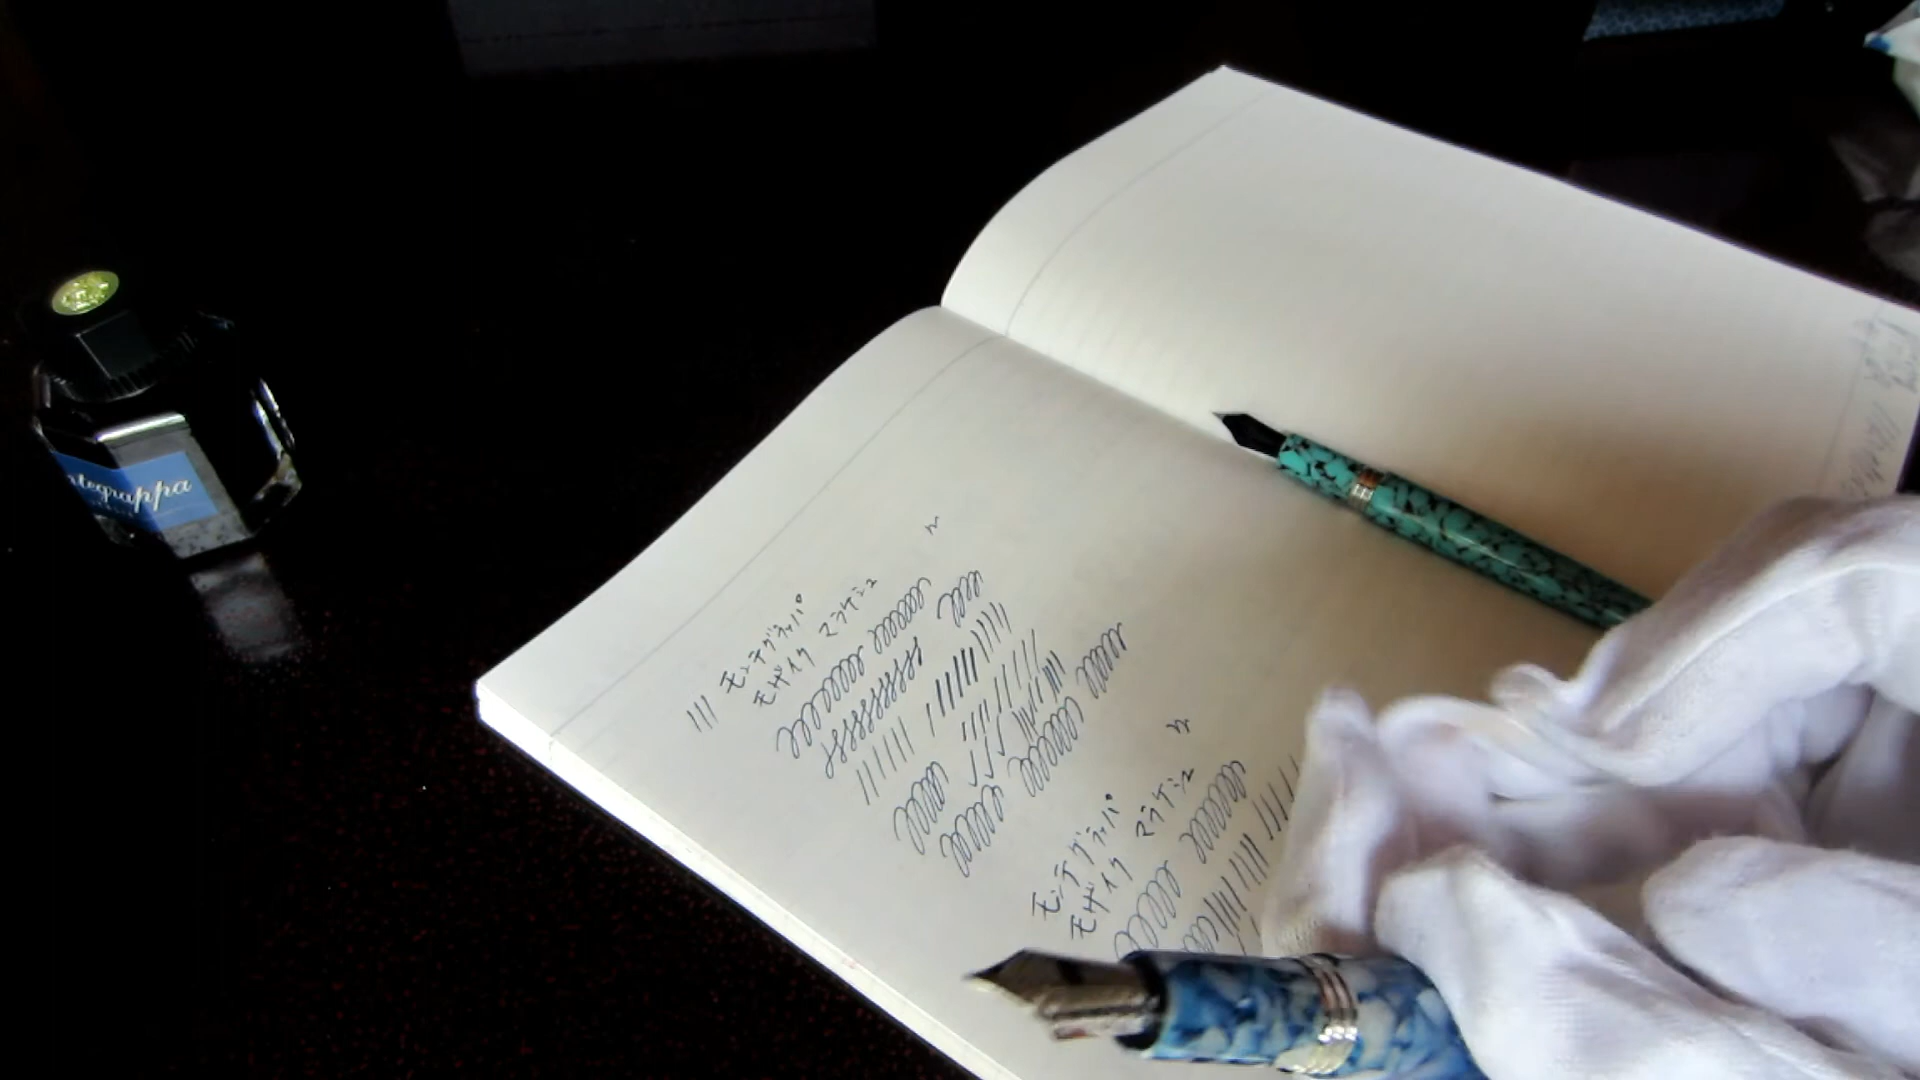 ntegrappa
モンテグラッパ
モザイク マラケシュ
モンテグラッパ
モザイク マラケシュ